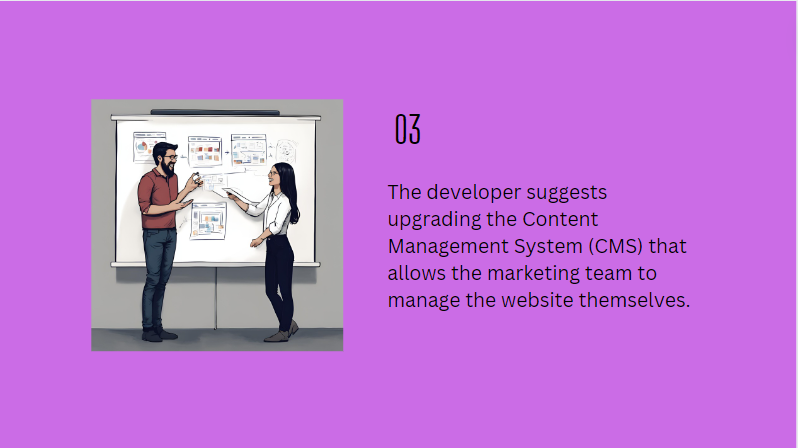 03
The developer suggests
upgrading the Content
Management System (CMS) that
allows the marketing team to
manage the website themselves.